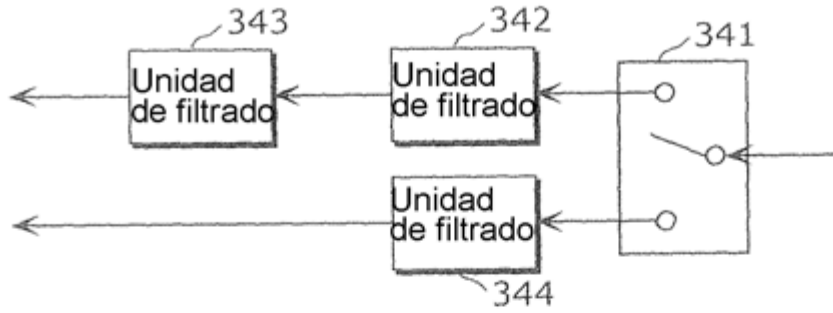 343
342
341
Unidad
de filtrado
Unidad
de filtrado
Unidad
de filtrado
344